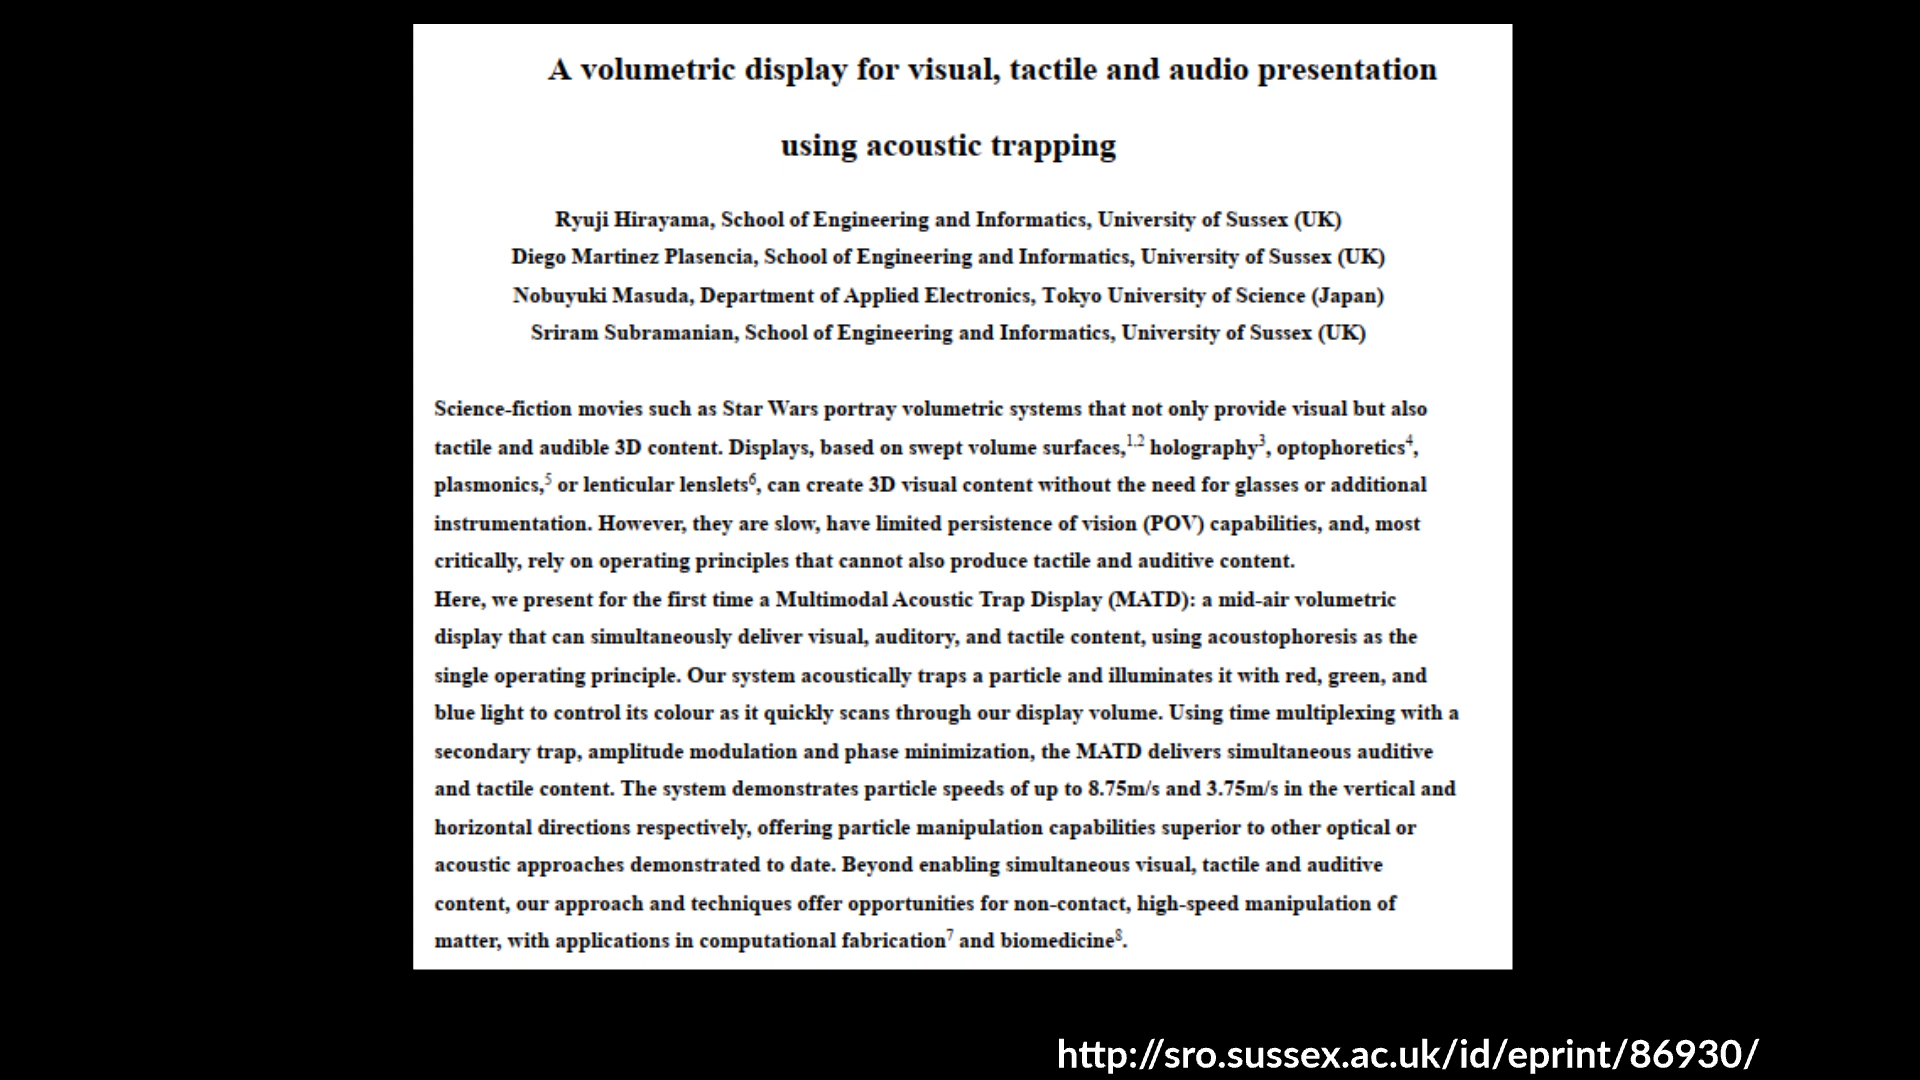 A volumetric display for visual, tactile and audio presentation
using acoustic trapping
Ryuji Hirayama, School of Engineering and Informatics, University of Sussex (UK)
Diego Martinez Plasencia, School of Engineering and Informatics, University of Sussex (UK)
Nobuyuki Masuda, Department of Applied Electronics, Tokyo University of Science (Japan)
Sriram Subramanian, School of Engineering and Informatics, University of Sussex (UK)
Science-fiction movies such as Star Wars portray volumetric systems that not only provide visual but also
tactile and audible 3D content. Displays, based on swept volume surfaces,1,2 holography3, optophoretics4,
plasmonics,5 or lenticular lenslets6, can create 3D visual content without the need for glasses or additional
instrumentation. However, they are slow, have limited persistence of vision (POV) capabilities, and, most
critically, rely on operating principles that cannot also produce tactile and auditive content.
Here, we present for the first time a Multimodal Acoustic Trap Display (MATD): a mid-air volumetric
display that can simultaneously deliver visual, auditory, and tactile content, using acoustophoresis as the
single operating principle. Our system acoustically traps a particle and illuminates it with red, green, and
blue light to control its colour as it quickly scans through our display volume. Using time multiplexing with a
secondary trap, amplitude modulation and phase minimization, the MATD delivers simultaneous auditive
and tactile content. The system demonstrates particle speeds of up to 8.75m/s and 3.75m/s in the vertical and
horizontal directions respectively, offering particle manipulation capabilities superior to other optical or
acoustic approaches demonstrated to date. Beyond enabling simultaneous visual, tactile and auditive
content, our approach and techniques offer opportunities for non-contact, high-speed manipulation of
matter, with applications in computational fabrication7 and biomedicine8.
http://sro.sussex.ac.uk/id/eprint/86930/